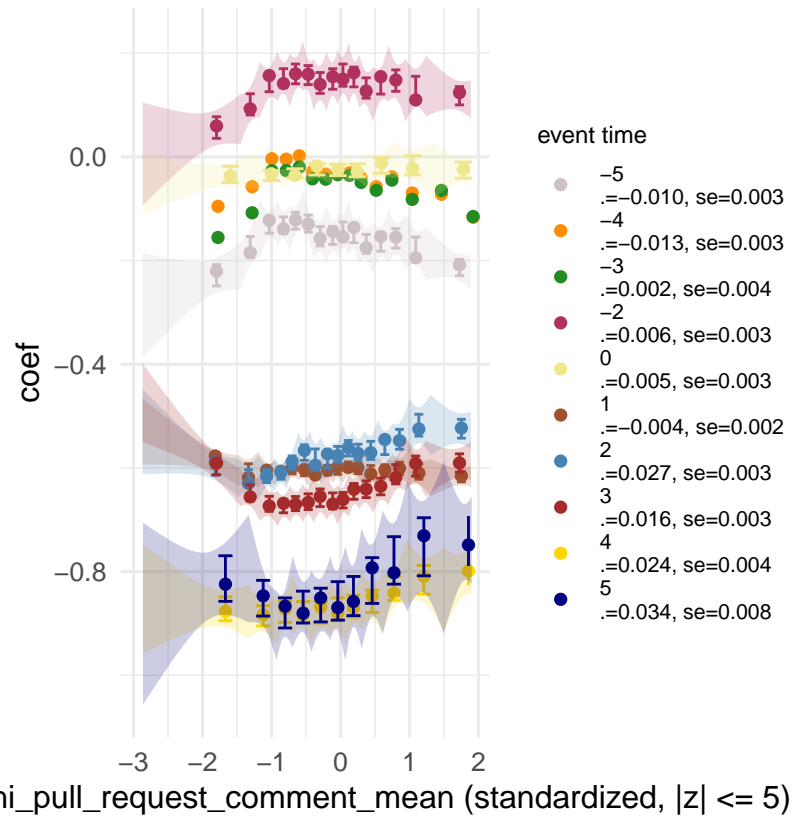 coef
0.0
−0.4
−0.8
−3 −2 −1 0 1 2
ni_pull_request_comment_mean (standardized, |z| <= 5)
event time
−5
.=−0.010, se=0.003
−4
.=−0.013, se=0.003
−3
.=0.002, se=0.004
−2
.=0.006, se=0.003
0
.=0.005, se=0.003
1
.=−0.004, se=0.002
2
.=0.027, se=0.003
3
.=0.016, se=0.003
4
.=0.024, se=0.004
5
.=0.034, se=0.008